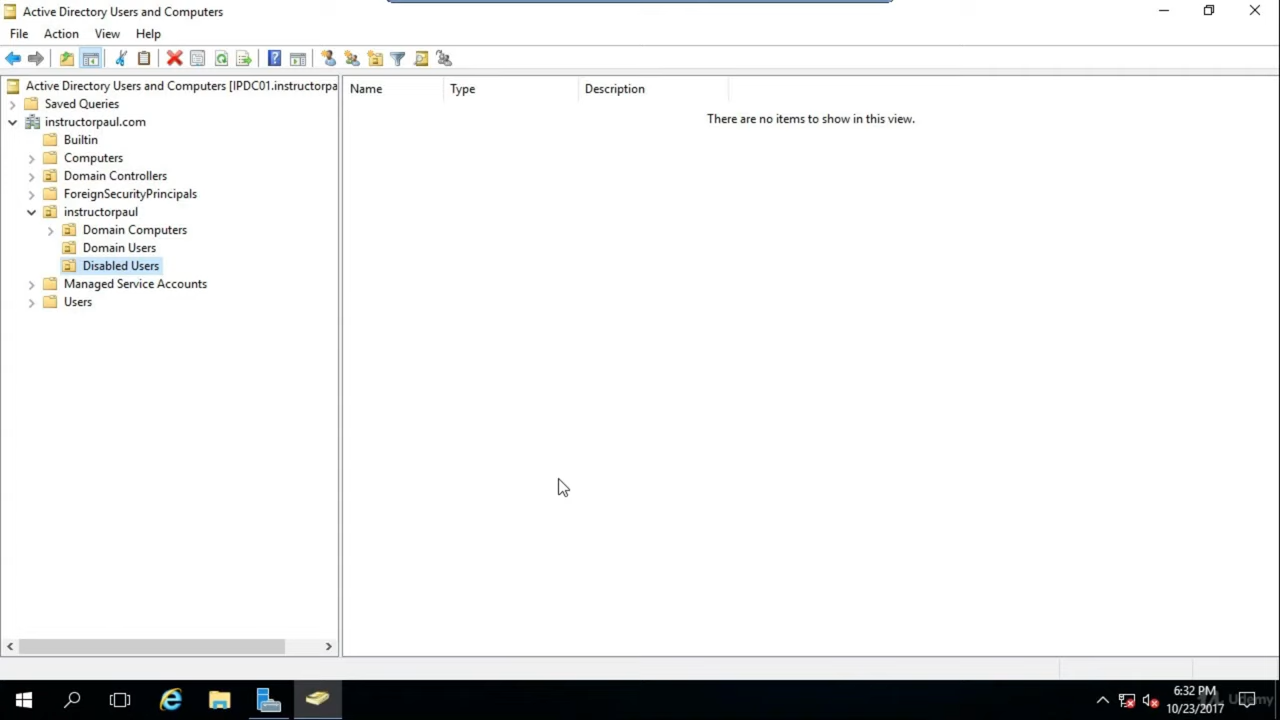 Active Directory Users and Computers
File Action View Help
Active Directory Users and Computers [IPDC01.instructorpa
Name Type Description
Saved Queries
There are no items to show in this view.
instructorpaul.com
Builtin
Computers
Domain Controllers
ForeignSecurityPrincipals
instructorpaul
Domain Computers
Domain Users
Disabled Users
Managed Service Accounts
Users
6:32 PM
10/23/2017
Udemy